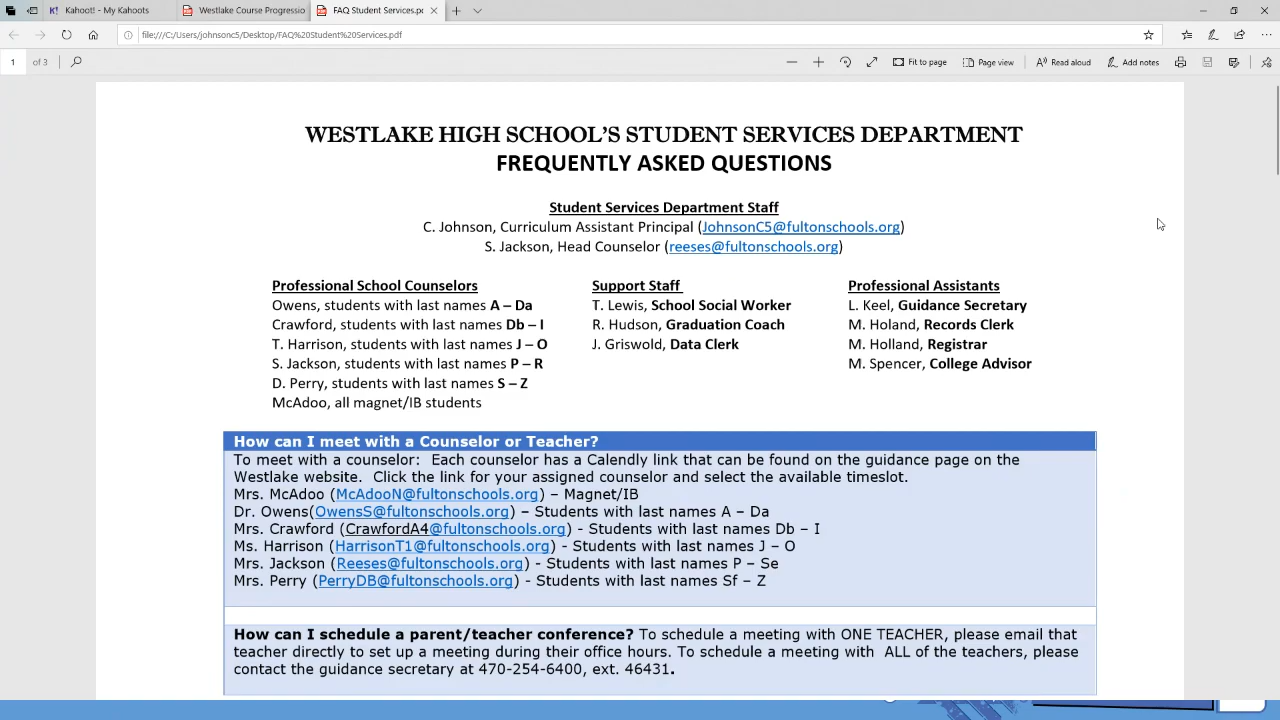 Kahoot! - My Kahoots
Westlake Course Progressio
FAQ Student Services.pc
file:///C:/Users/johnsonc5/Desktop/FAQ%20Student%20Services.pdf
1 of 3
Fit to page
Page view
Read aloud
Add notes
WESTLAKE HIGH SCHOOL'S STUDENT SERVICES DEPARTMENT
FREQUENTLY ASKED QUESTIONS
Student Services Department Staff
C. Johnson, Curriculum Assistant Principal (JohnsonC5@fultonschools.org)
S. Jackson, Head Counselor (reeses@fultonschools.org)
Professional School Counselors
Owens, students with last names A – Da
Crawford, students with last names Db – I
T. Harrison, students with last names J – O
S. Jackson, students with last names P – R
D. Perry, students with last names S – Z
McAdoo, all magnet/IB students
Support Staff
T. Lewis, School Social Worker
R. Hudson, Graduation Coach
J. Griswold, Data Clerk
Professional Assistants
L. Keel, Guidance Secretary
M. Holand, Records Clerk
M. Holland, Registrar
M. Spencer, College Advisor
How can I meet with a Counselor or Teacher?
To meet with a counselor:  Each counselor has a Calendly link that can be found on the guidance page on the
Westlake website.  Click the link for your assigned counselor and select the available timeslot.
Mrs. McAdoo (McAdooN@fultonschools.org) – Magnet/IB
Dr. Owens(OwensS@fultonschools.org) – Students with last names A – Da
Mrs. Crawford (CrawfordA4@fultonschools.org) - Students with last names Db – I
Ms. Harrison (HarrisonT1@fultonschools.org) - Students with last names J – O
Mrs. Jackson (Reeses@fultonschools.org) - Students with last names P – Se
Mrs. Perry (PerryDB@fultonschools.org) - Students with last names Sf – Z
How can I schedule a parent/teacher conference? To schedule a meeting with ONE TEACHER, please email that
teacher directly to set up a meeting during their office hours. To schedule a meeting with  ALL of the teachers, please
contact the guidance secretary at 470-254-6400, ext. 46431.